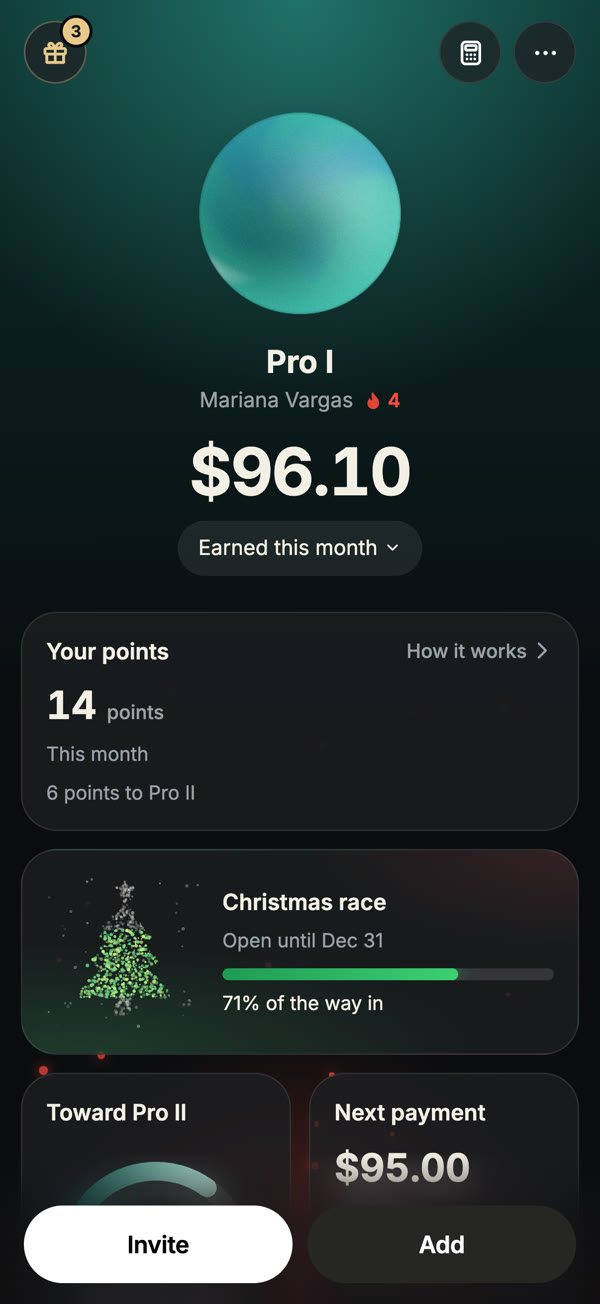 3
Pro I
Mariana Vargas 4
$96.10
Earned this month
Your points
How it works
14 points
This month
6 points to Pro II
Christmas race
Open until Dec 31
71% of the way in
Toward Pro II
Next payment
$95.00
Invite
Add